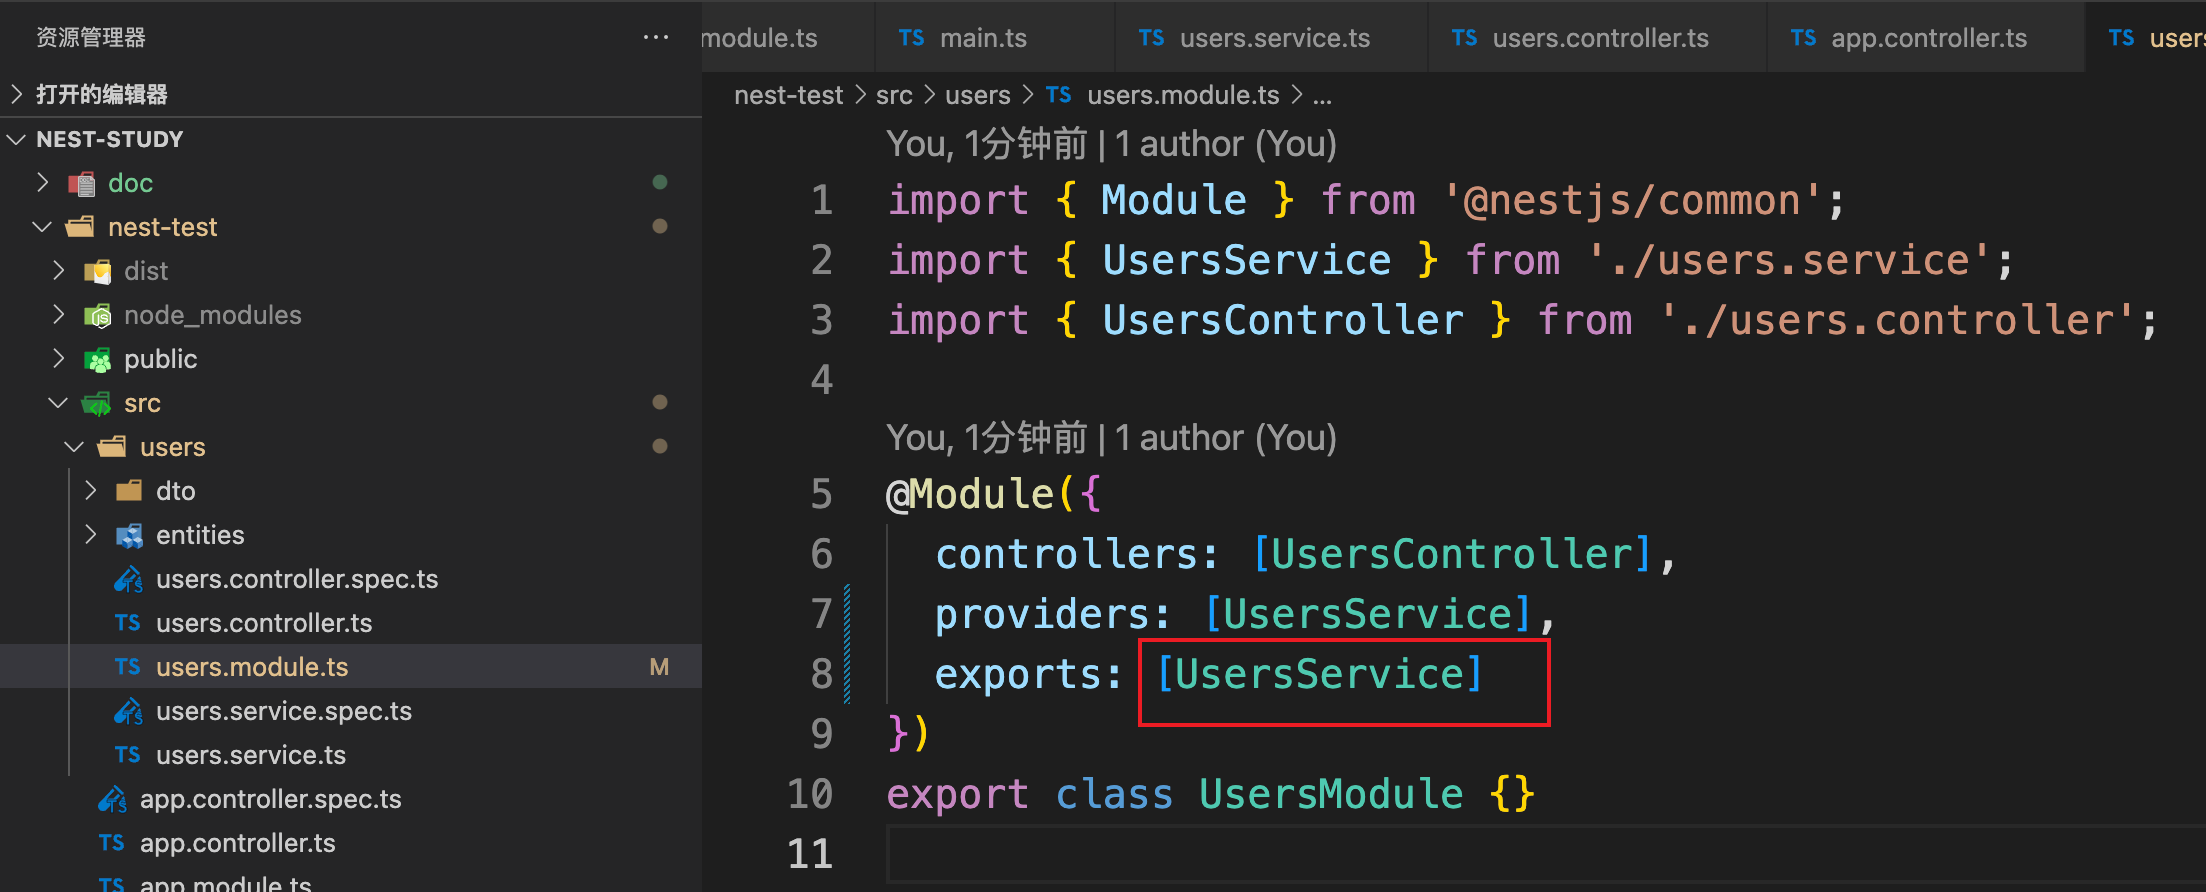 资源管理器
打开的编辑器
NEST-STUDY
doc
nest-test
dist
node_modules
public
src
users
dto
entities
users.controller.spec.ts
TS users.controller.ts
TS users.module.ts M
users.service.spec.ts
TS users.service.ts
app.controller.spec.ts
TS app.controller.ts
TS app.module.ts
module.ts TS main.ts TS users.service.ts TS users.controller.ts TS app.controller.ts TS users
nest-test > src > users > TS users.module.ts > ...
You, 1分钟前 | 1 author (You)
1 import { Module } from '@nestjs/common';
2 import { UsersService } from './users.service';
3 import { UsersController } from './users.controller';
4
You, 1分钟前 | 1 author (You)
5 @Module({
6 controllers: [UsersController],
7 providers: [UsersService],
8 exports: [UsersService]
9 })
10 export class UsersModule {}
11